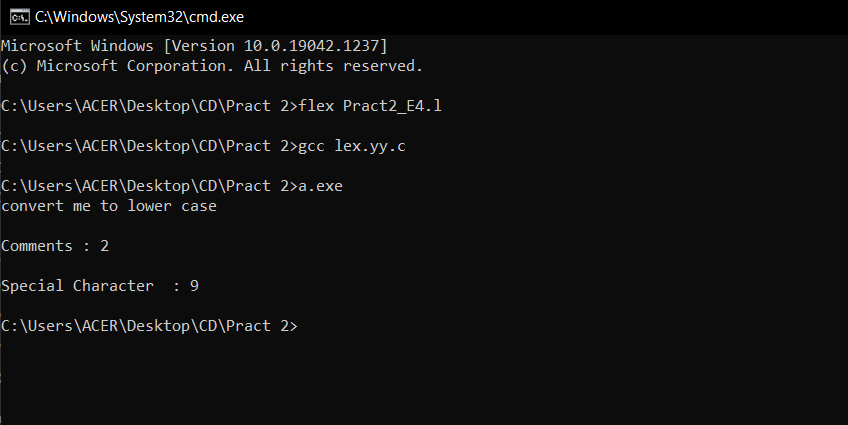 C:\Windows\System32\cmd.exe
Microsoft Windows [Version 10.0.19042.1237]
(c) Microsoft Corporation. All rights reserved.
C:\Users\ACER\Desktop\CD\Pract 2>flex Pract2_E4.l
C:\Users\ACER\Desktop\CD\Pract 2>gcc lex.yy.c
C:\Users\ACER\Desktop\CD\Pract 2>a.exe
convert me to lower case
Comments : 2
Special Character  : 9
C:\Users\ACER\Desktop\CD\Pract 2>